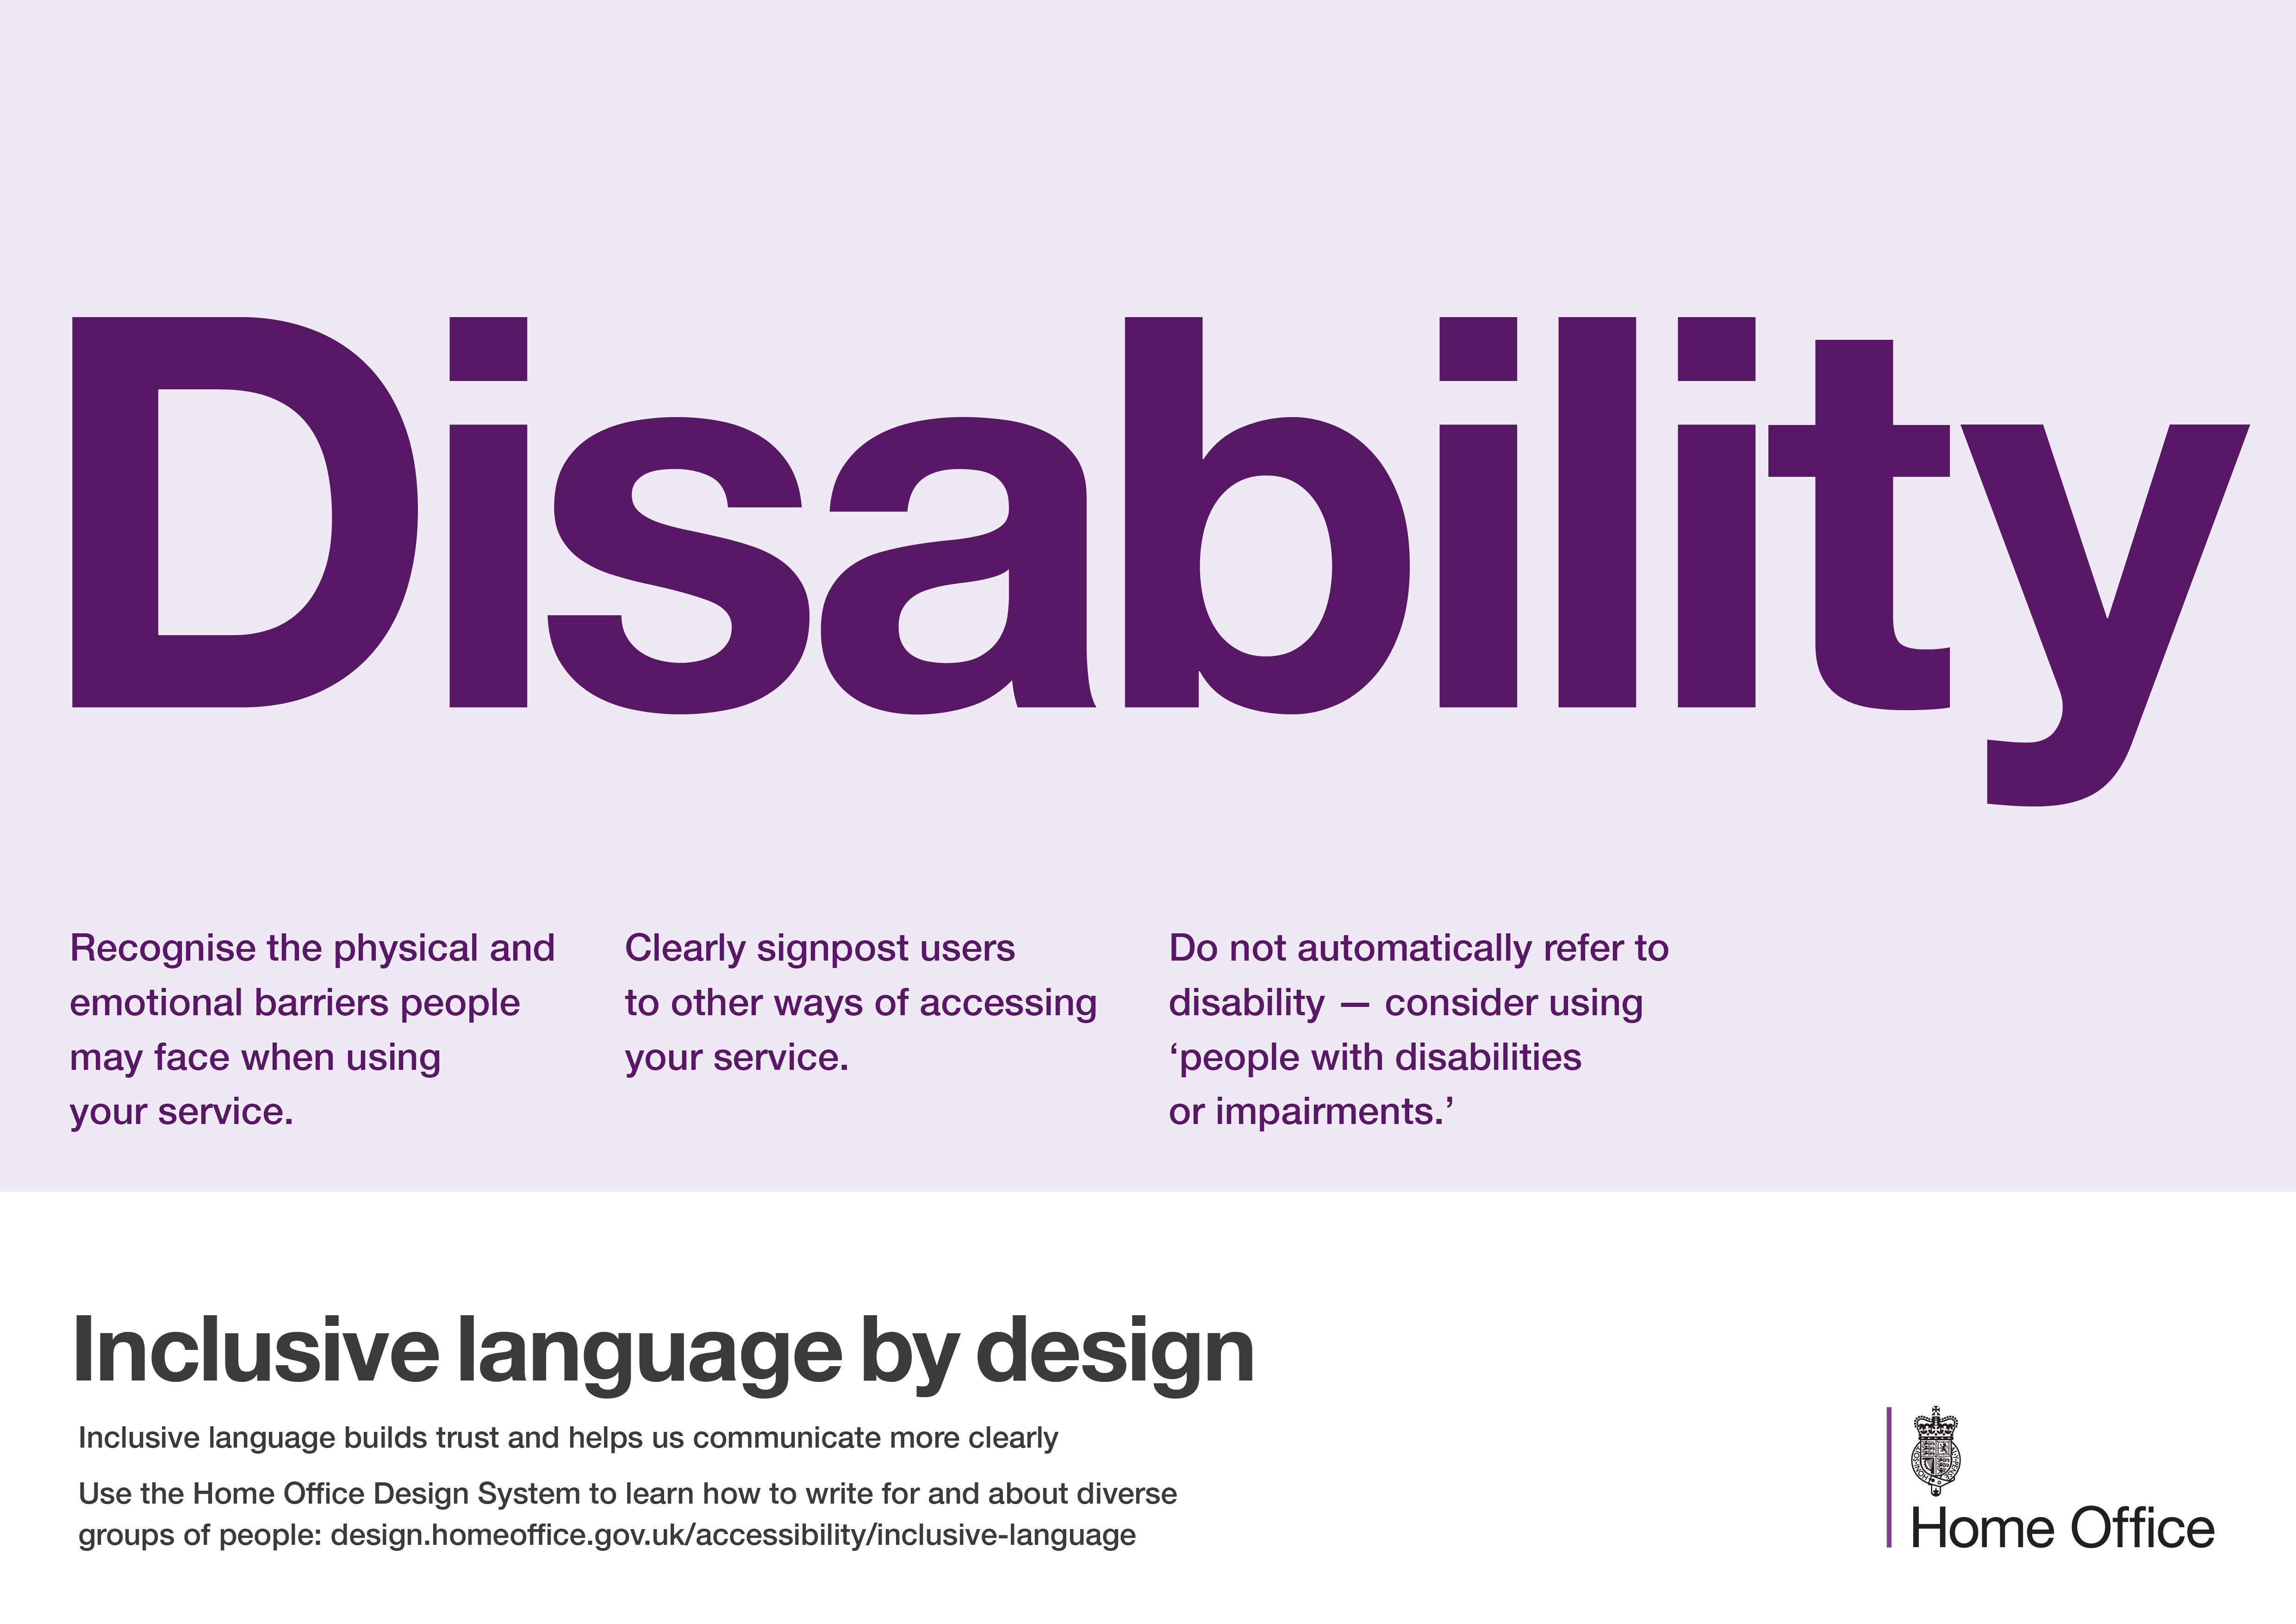 Disability
Recognise the physical and
emotional barriers people
may face when using
your service.
Clearly signpost users
to other ways of accessing
your service.
Do not automatically refer to
disability — consider using
‘people with disabilities
or impairments.’
Inclusive language by design
Inclusive language builds trust and helps us communicate more clearly
Use the Home Office Design System to learn how to write for and about diverse
groups of people: design.homeoffice.gov.uk/accessibility/inclusive-language
Home Office